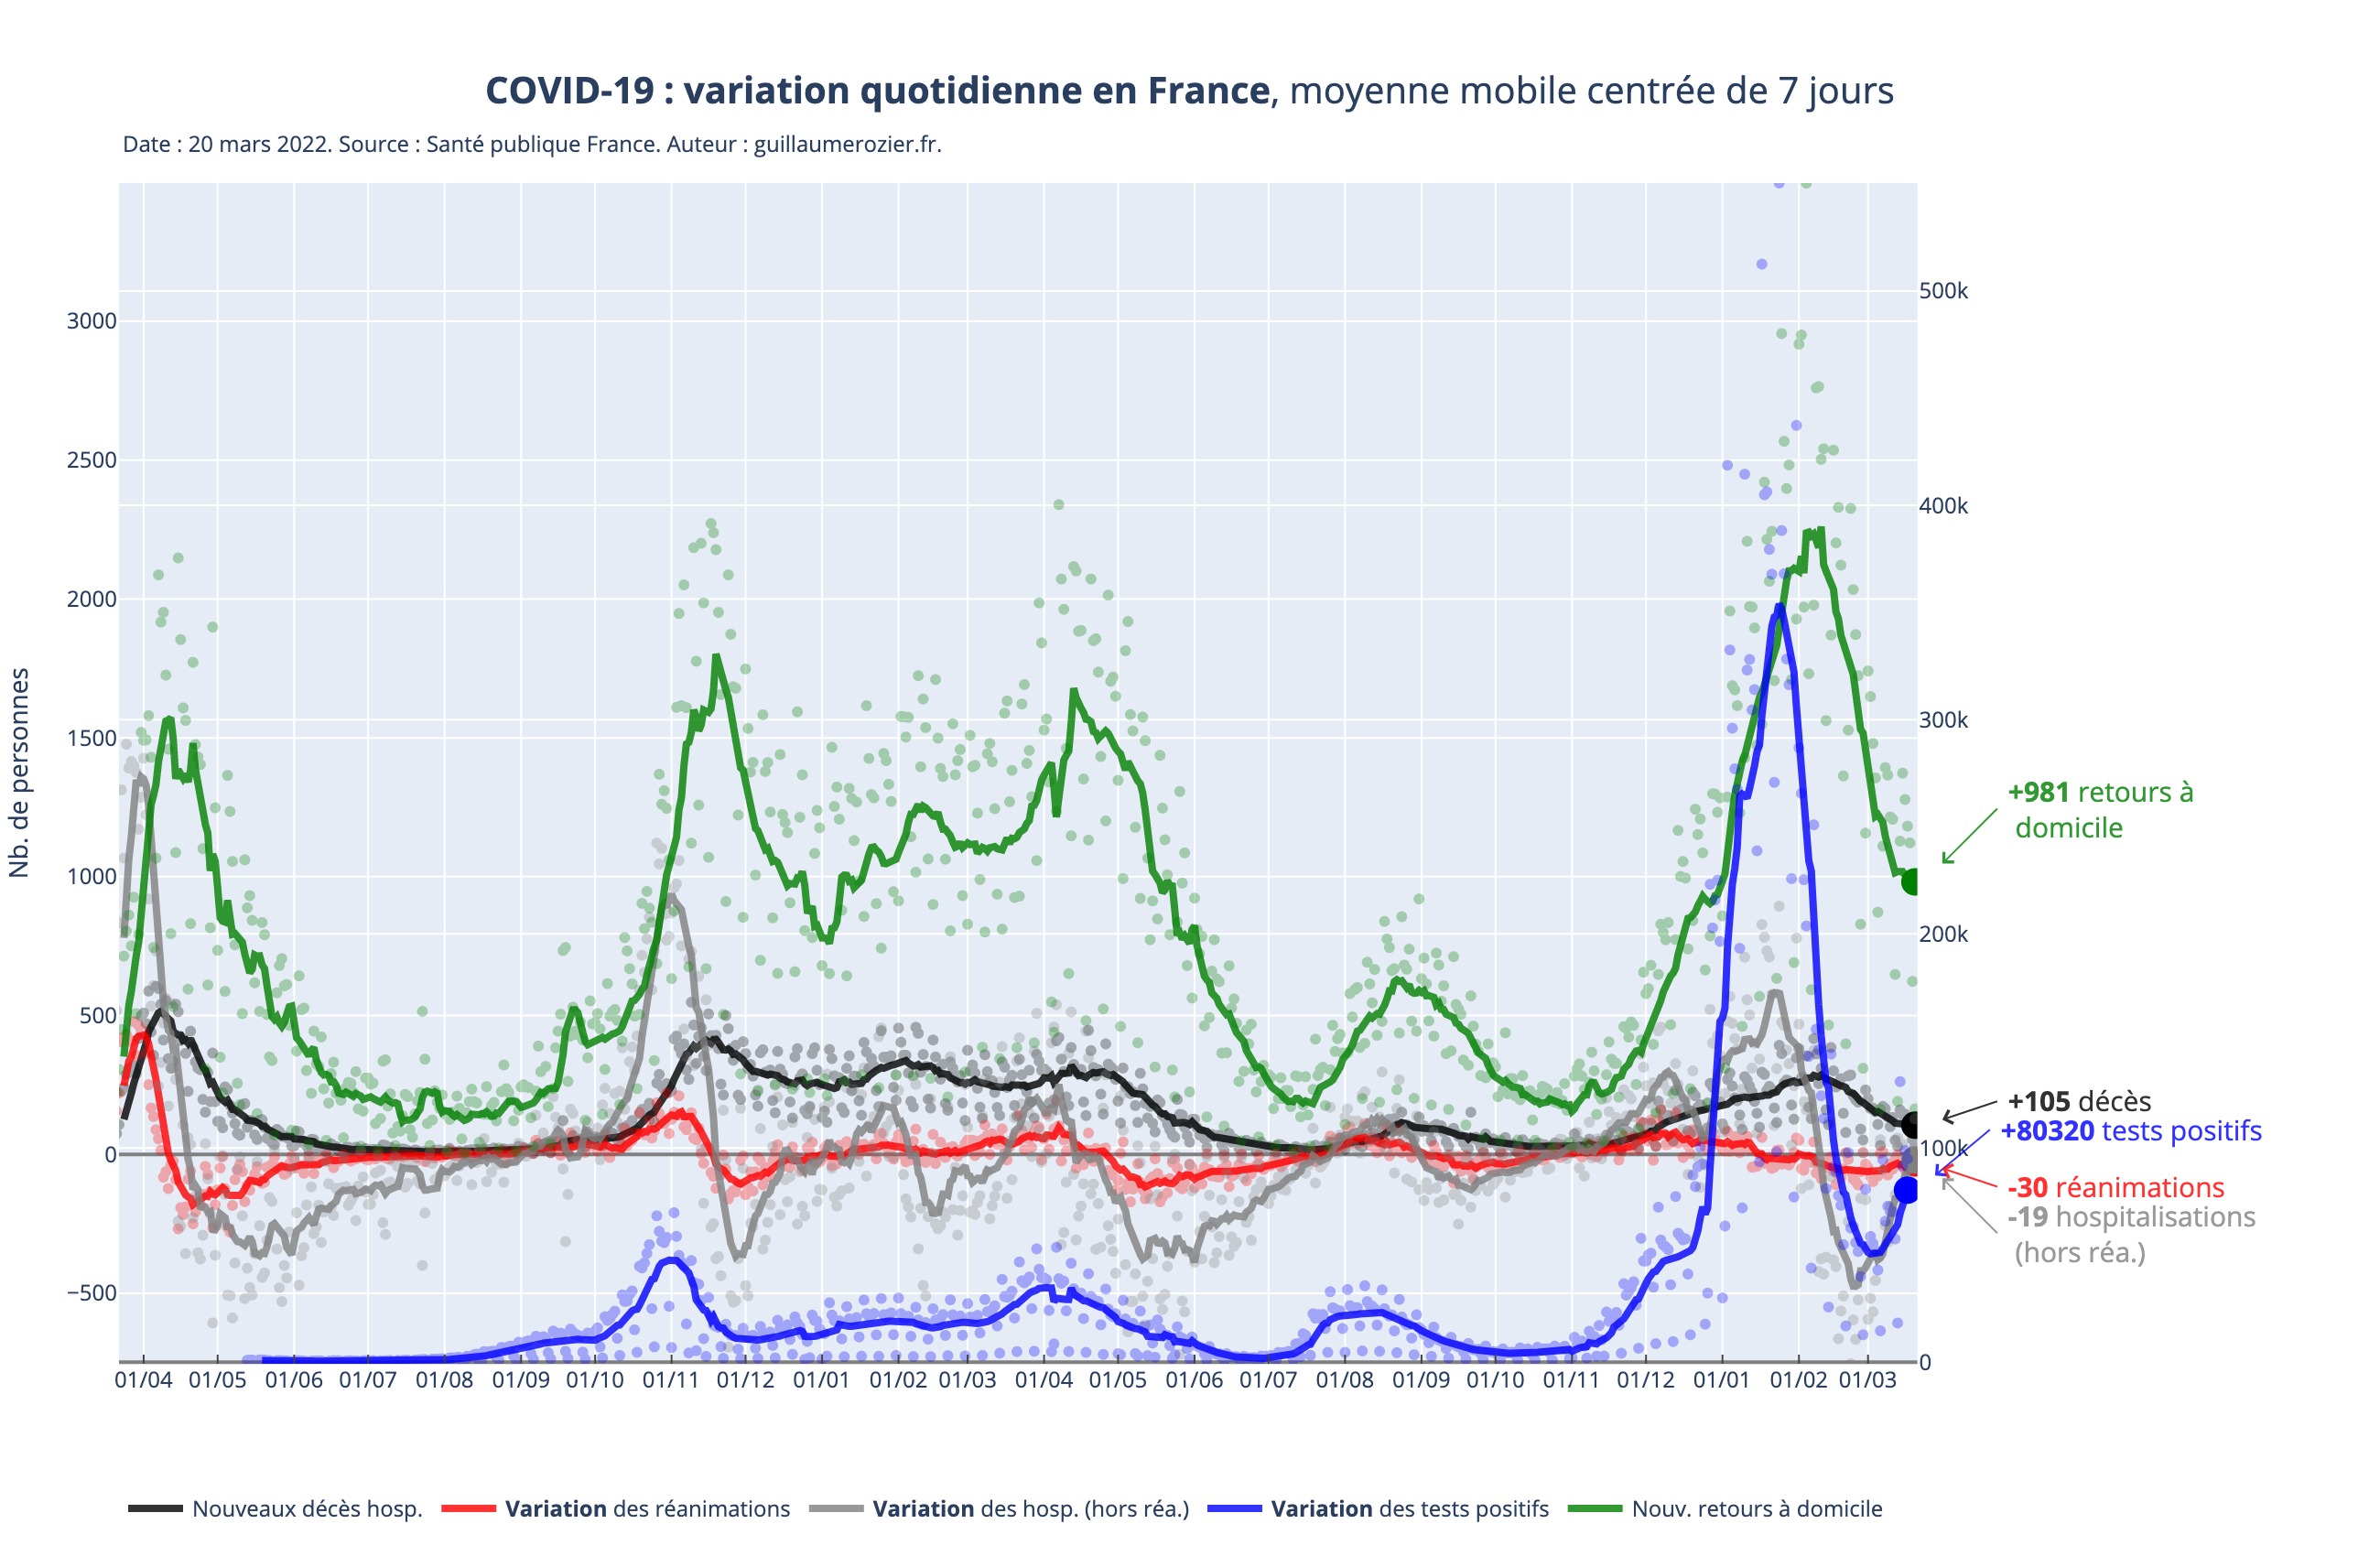 COVID-19 : variation quotidienne en France, moyenne mobile centrée de 7 jours
Date : 20 mars 2022. Source : Santé publique France. Auteur : guillaumerozier.fr.
Nb. de personnes
3000
2500
2000
1500
1000
500
0
−500
500k
400k
300k
200k
100k
0
+981 retours à
domicile
+105 décès
+80320 tests positifs
-30 réanimations
-19 hospitalisations
(hors réa.)
01/04 01/05 01/06 01/07 01/08 01/09 01/10 01/11 01/12 01/01 01/02 01/03 01/04 01/05 01/06 01/07 01/08 01/09 01/10 01/11 01/12 01/01 01/02 01/03
Nouveaux décès hosp. Variation des réanimations Variation des hosp. (hors réa.) Variation des tests positifs Nouv. retours à domicile